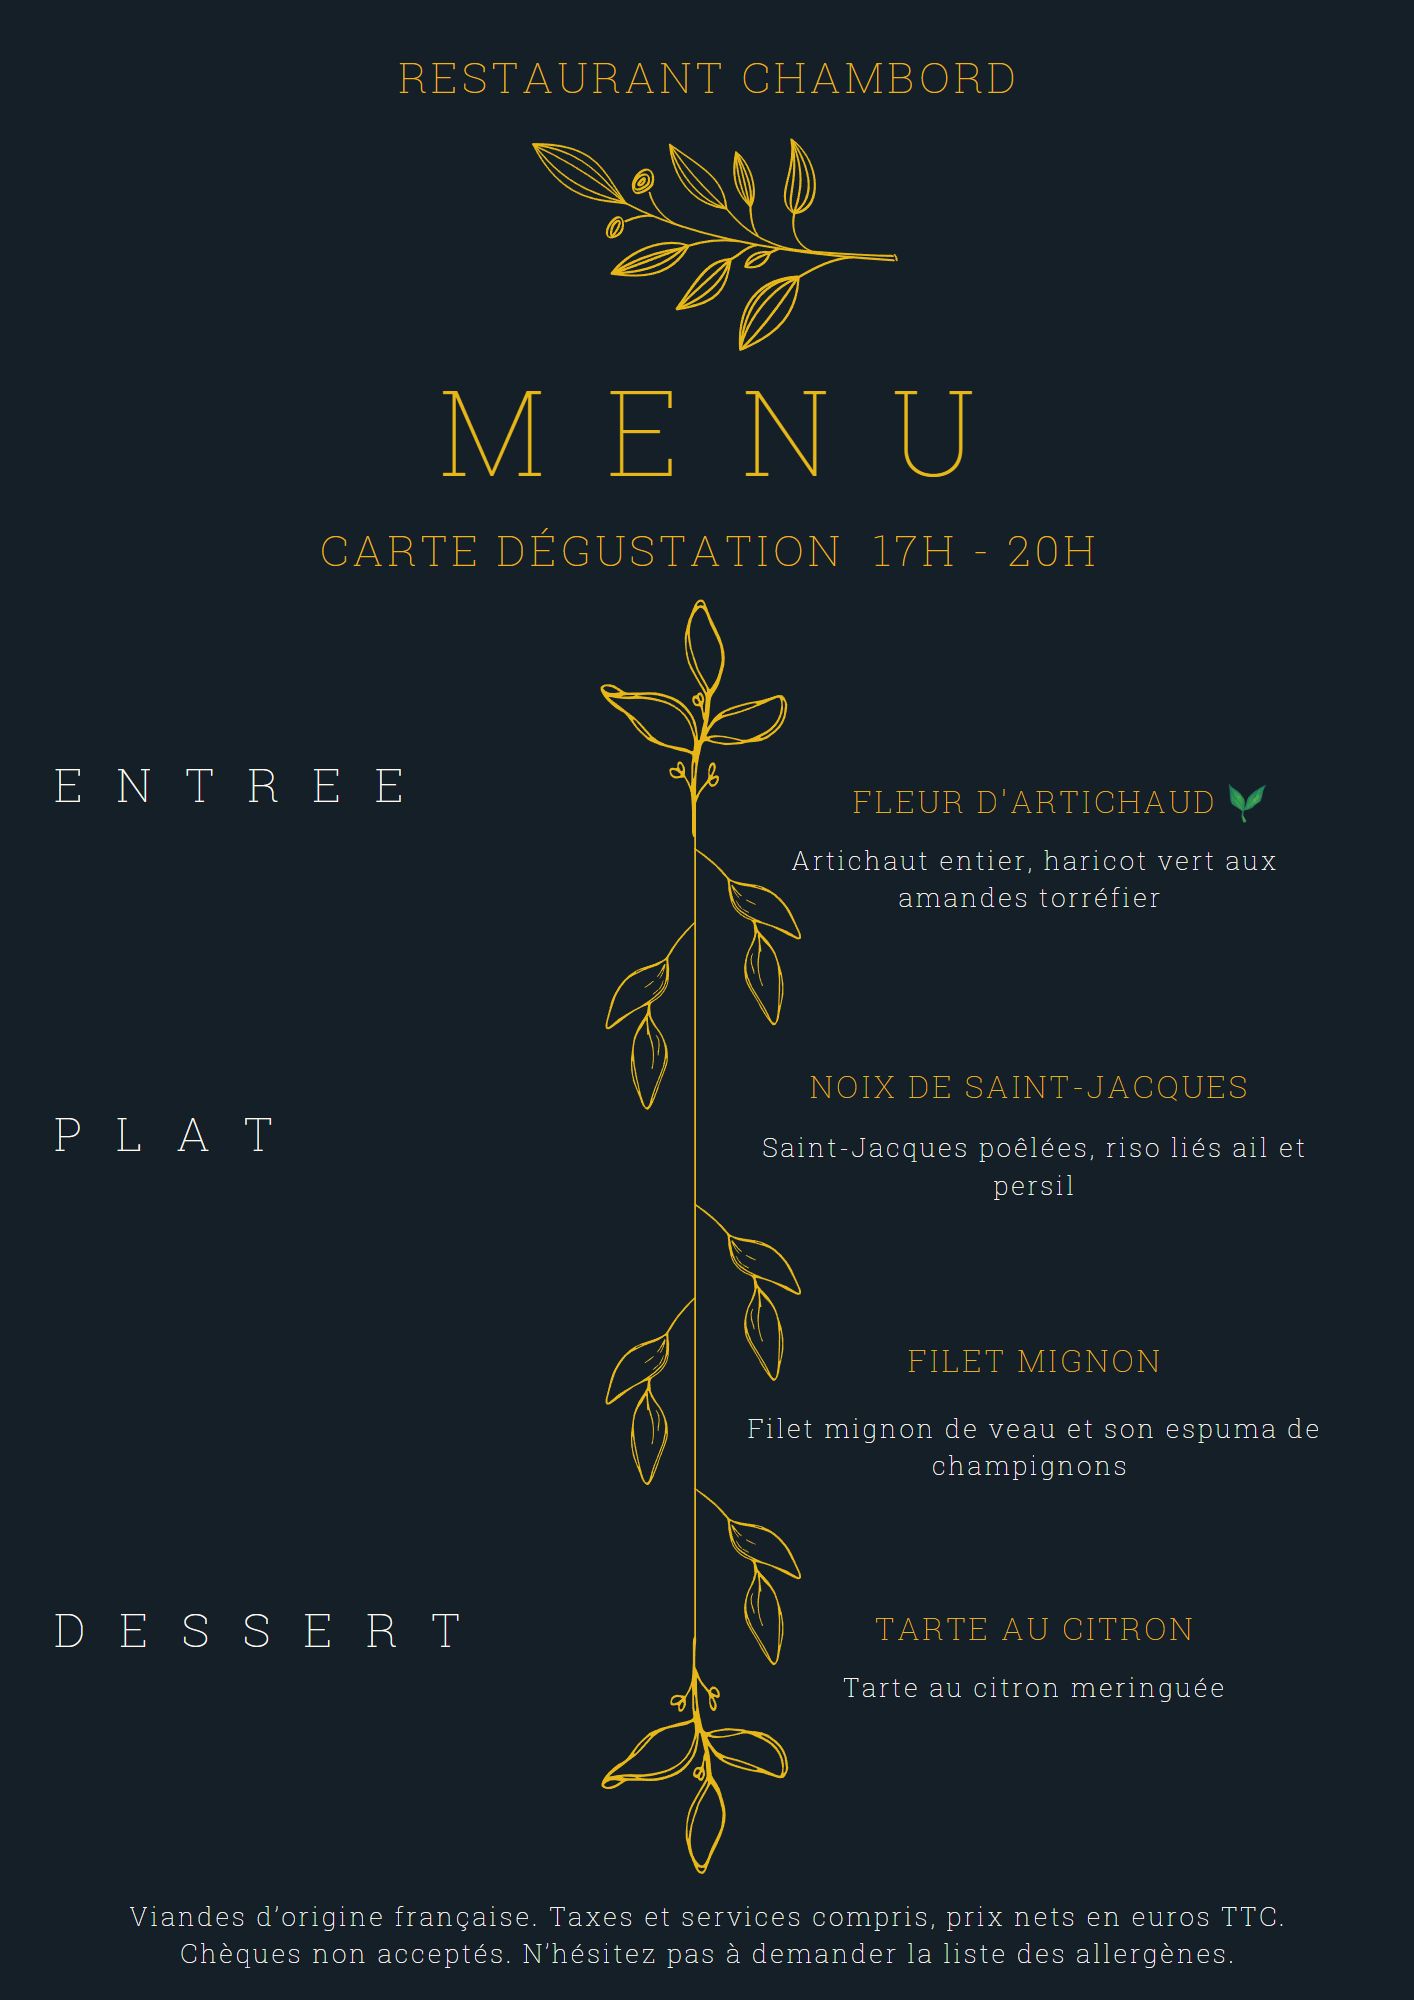 RESTAURANT CHAMBORD
MENU
CARTE DÉGUSTATION 17H - 20H
ENTREE
FLEUR D'ARTICHAUD
Artichaut entier, haricot vert aux
amandes torréfier
PLAT
NOIX DE SAINT-JACQUES
Saint-Jacques poêlées, riso liés ail et
persil
FILET MIGNON
Filet mignon de veau et son espuma de
champignons
DESSERT
TARTE AU CITRON
Tarte au citron meringuée
Viandes d’origine française. Taxes et services compris, prix nets en euros TTC.
Chèques non acceptés. N’hésitez pas à demander la liste des allergènes.